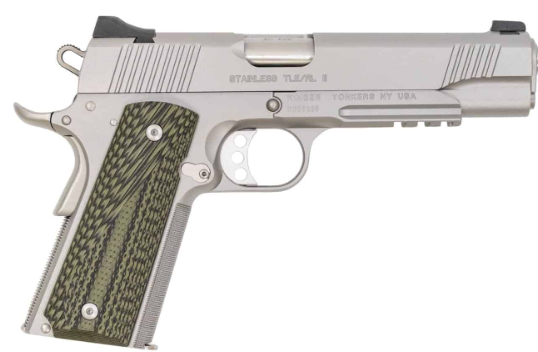 STAINLESS TLE/RL II
KIMBER YONKERS NY USA